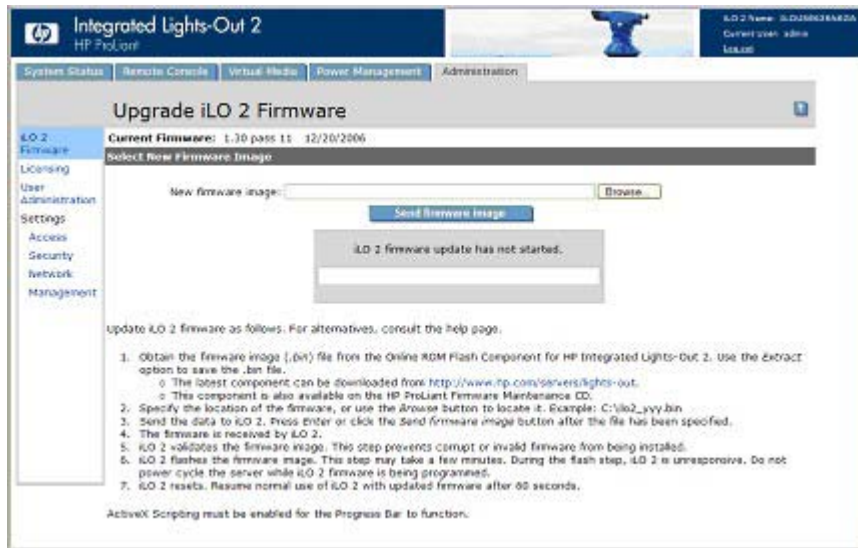 hp
Integrated Lights-Out 2
HP ProLiant
iLO 2 Name:
Current User: admin
Log out
System Status
Remote Console
Virtual Media
Power Management
Administration
Upgrade iLO 2 Firmware
?
iLO 2
Firmware
Licensing
User
Administration
Settings
Access
Security
Network
Management
Current Firmware: 1.30 pass 11 12/20/2006
Select New Firmware Image
New firmware image:
Browse...
Send firmware image
iLO 2 firmware update has not started.
Update iLO 2 firmware as follows. For alternatives, consult the help page.
1. Obtain the firmware image (.bin) file from the Online ROM Flash Component for HP Integrated Lights-Out 2. Use the Extract
option to save the .bin file.
o The latest component can be downloaded from http://www.hp.com/servers/lights-out.
o This component is also available on the HP ProLiant Firmware Maintenance CD.
2. Specify the location of the firmware, or use the Browse button to locate it. Example: C:\ilo2_yyy.bin
3. Send the data to iLO 2. Press Enter or click the Send firmware image button after the file has been specified.
4. The firmware is received by iLO 2.
5. iLO 2 validates the firmware image. This step prevents corrupt or invalid firmware from being installed.
6. iLO 2 flashes the firmware image. This step may take a few minutes. During the flash step, iLO 2 is unresponsive. Do not
power cycle the server while iLO 2 firmware is being programmed.
7. iLO 2 resets. Resume normal use of iLO 2 with updated firmware after 60 seconds.
ActiveX Scripting must be enabled for the Progress Bar to function.